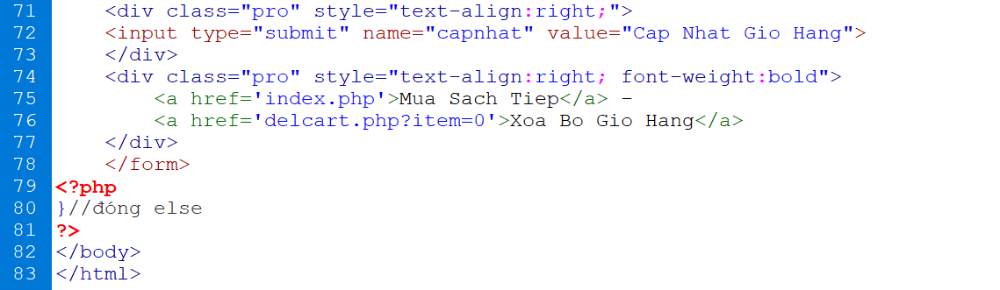 71 <div class="pro" style="text-align:right;">
72 <input type="submit" name="capnhat" value="Cap Nhat Gio Hang">
73 </div>
74 <div class="pro" style="text-align:right; font-weight:bold">
75 <a href='index.php'>Mua Sach Tiep</a> -
76 <a href='delcart.php?item=0'>Xoa Bo Gio Hang</a>
77 </div>
78 </form>
79 <?php
80 }//đóng else
81 ?>
82 </body>
83 </html>